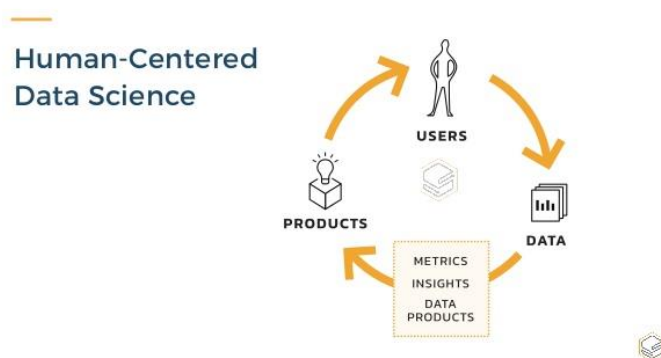 Human-Centered
Data Science
USERS
PRODUCTS
DATA
METRICS
INSIGHTS
DATA
PRODUCTS